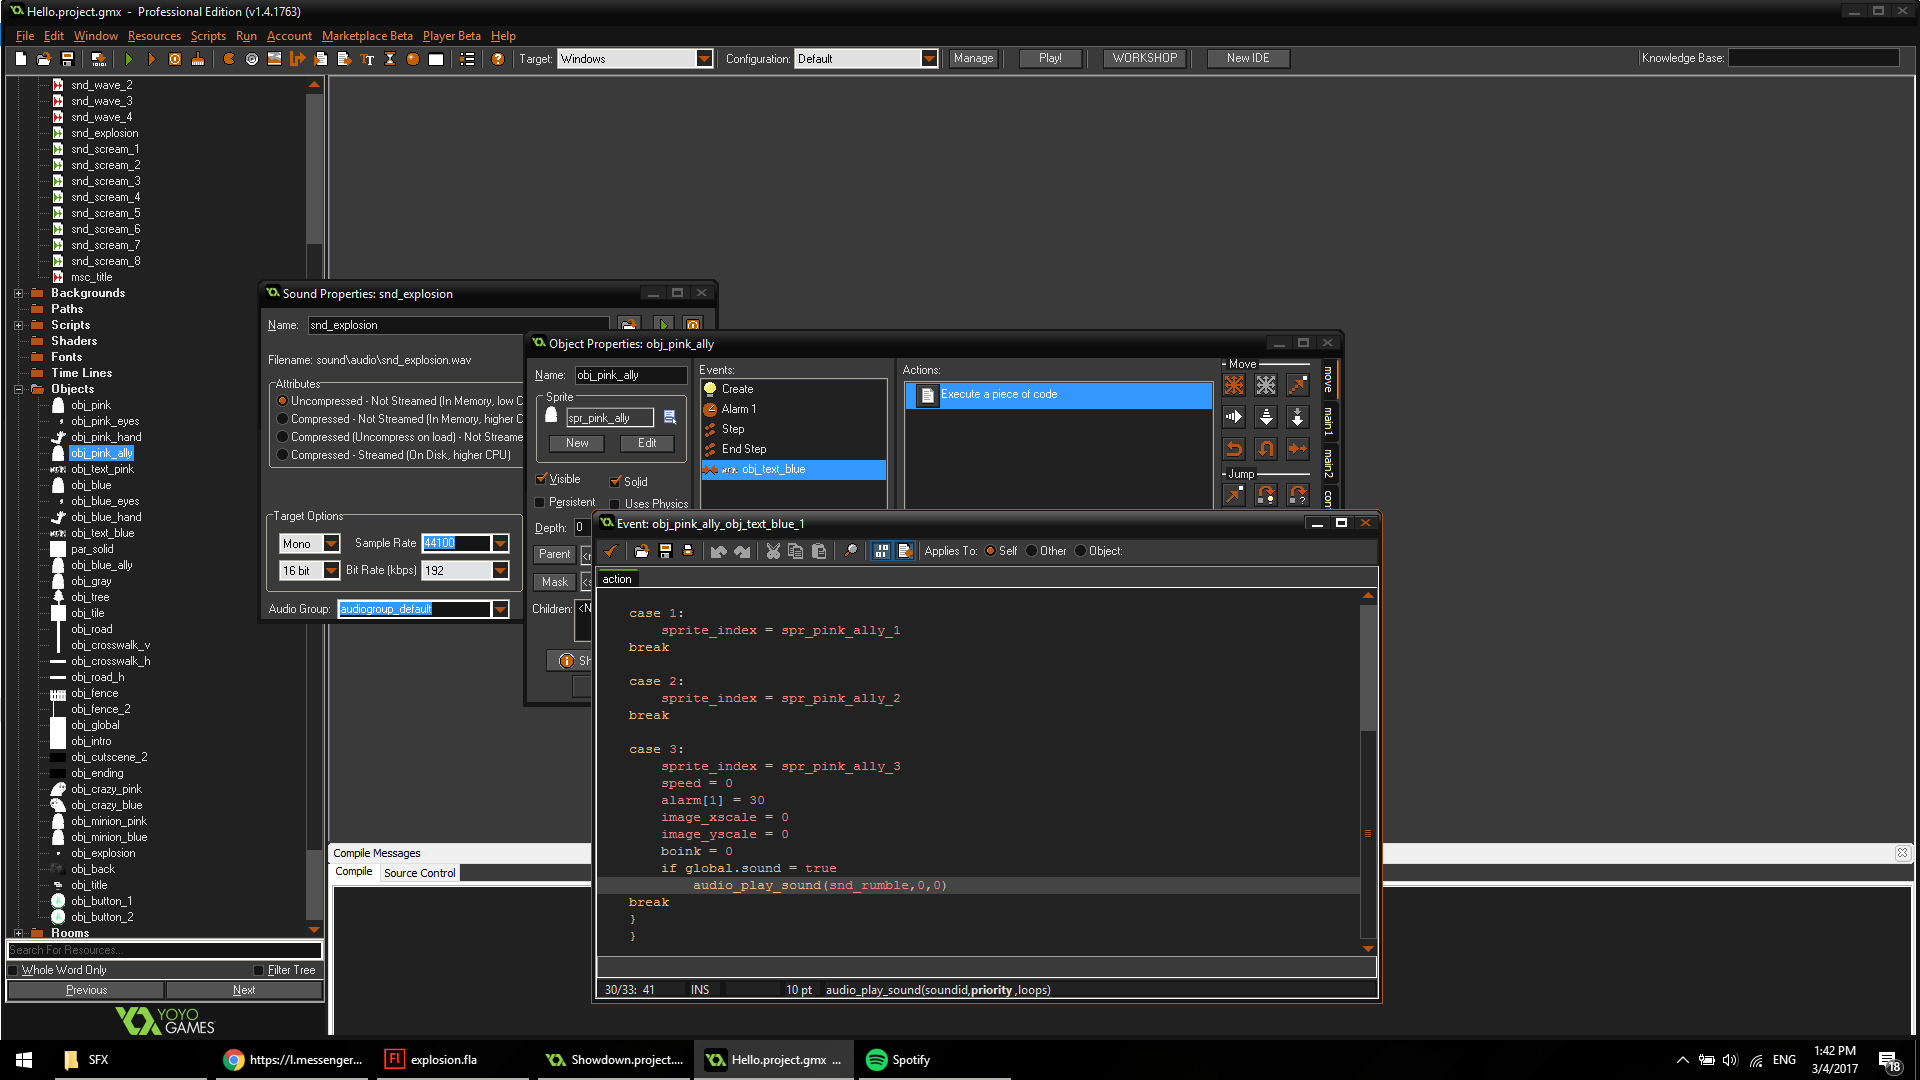 Hello.project.gmx - Professional Edition (v1.4.1763)
File Edit Window Resources Scripts Run Account Marketplace Beta Player Beta Help
Target: Windows Configuration: Default Manage Play! WORKSHOP New IDE Knowledge Base:
snd_wave_2
snd_wave_3
snd_wave_4
snd_explosion
snd_scream_1
snd_scream_2
snd_scream_3
snd_scream_4
snd_scream_5
snd_scream_6
snd_scream_7
snd_scream_8
msc_title
Backgrounds
Paths
Scripts
Shaders
Fonts
Time Lines
Objects
obj_pink
obj_pink_eyes
obj_pink_hand
obj_pink_ally
obj_text_pink
obj_blue
obj_blue_eyes
obj_blue_hand
obj_text_blue
par_solid
obj_blue_ally
obj_gray
obj_tree
obj_tile
obj_road
obj_crosswalk_v
obj_crosswalk_h
obj_road_h
obj_fence
obj_fence_2
obj_global
obj_intro
obj_cutscene_2
obj_ending
obj_crazy_pink
obj_crazy_blue
obj_minion_pink
obj_minion_blue
obj_explosion
obj_back
obj_title
obj_button_1
obj_button_2
Rooms
Search For Resources...
Whole Word Only Filter Tree
Previous Next
YOYO
GAMES
Sound Properties: snd_explosion
Name: snd_explosion
Filename: sound\audio\snd_explosion.wav
Attributes
Uncompressed - Not Streamed (In Memory, low C
Compressed - Not Streamed (In Memory, higher C
Compressed (Uncompress on load) - Not Streame
Compressed - Streamed (On Disk, higher CPU)
Target Options
Mono Sample Rate 44100
16 bit Bit Rate (kbps) 192
Audio Group: audiogroup_default
Object Properties: obj_pink_ally
Name: obj_pink_ally
Sprite
spr_pink_ally
New Edit
Visible Solid
Persistent Uses Physics
Depth: 0
Parent
Mask
Children: <N
Sh
Events:
Create
Alarm 1
Step
End Step
obj_text_blue
Actions:
Execute a piece of code
Move
Jump
move
main1
main2
Event: obj_pink_ally_obj_text_blue_1
Applies To: Self Other Object:
action
case 1:
sprite_index = spr_pink_ally_1
break
case 2:
sprite_index = spr_pink_ally_2
break
case 3:
sprite_index = spr_pink_ally_3
speed = 0
alarm[1] = 30
image_xscale = 0
image_yscale = 0
boink = 0
if global.sound = true
audio_play_sound(snd_rumble,0,0)
break
}
}
30/33: 41 INS 10 pt audio_play_sound(soundid,priority ,loops)
Compile Messages
Compile Source Control
SFX
https://l.messenger...
explosion.fla
Showdown.project....
Hello.project.gmx ...
Spotify
ENG
1:42 PM
3/4/2017
18